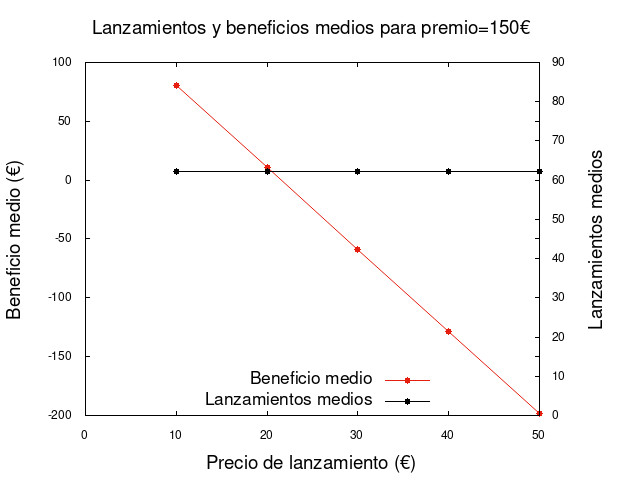 Lanzamientos y beneficios medios para premio=150€
100
50
0
-50
-100
-150
-200
90
80
70
60
50
40
30
20
10
0
0 10 20 30 40 50
Beneficio medio (€)
Lanzamientos medios
Beneficio medio
Lanzamientos medios
Precio de lanzamiento (€)